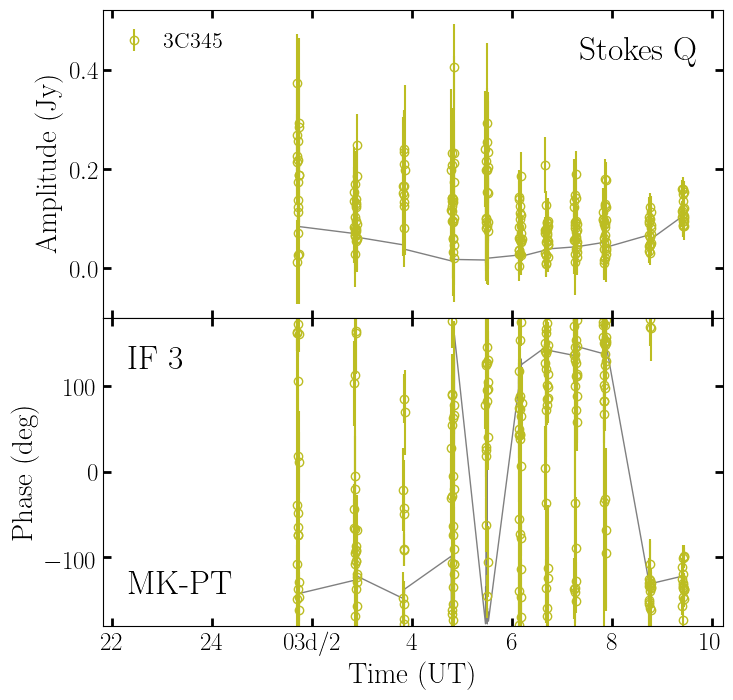 3C345
Stokes Q
Amplitude (Jy)
0.4
0.2
0.0
IF 3
MK-PT
Phase (deg)
100
0
−100
22 24 03d/2 4 6 8 10
Time (UT)